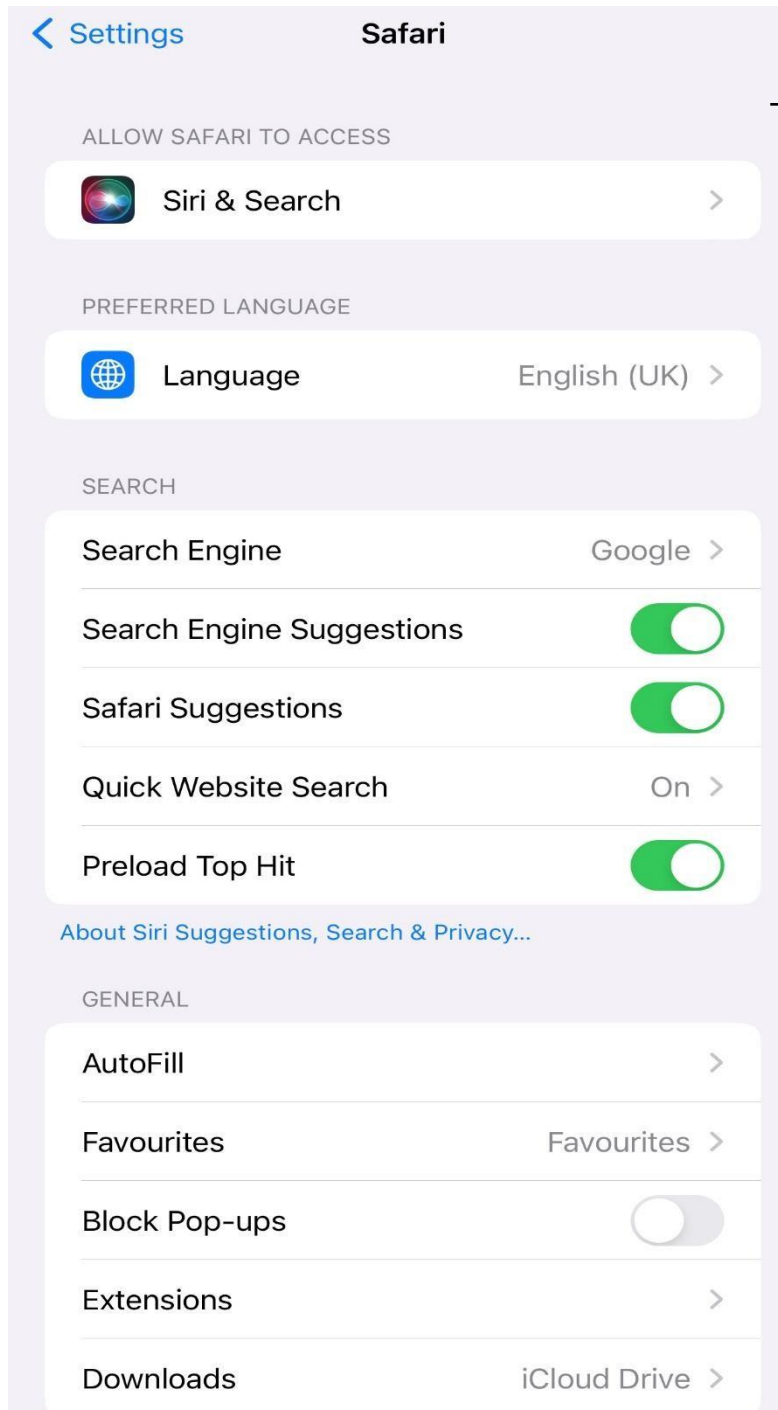 Settings
Safari
ALLOW SAFARI TO ACCESS
Siri & Search
PREFERRED LANGUAGE
Language English (UK)
SEARCH
Search Engine Google
Search Engine Suggestions
Safari Suggestions
Quick Website Search On
Preload Top Hit
About Siri Suggestions, Search & Privacy...
GENERAL
AutoFill
Favourites Favourites
Block Pop-ups
Extensions
Downloads iCloud Drive